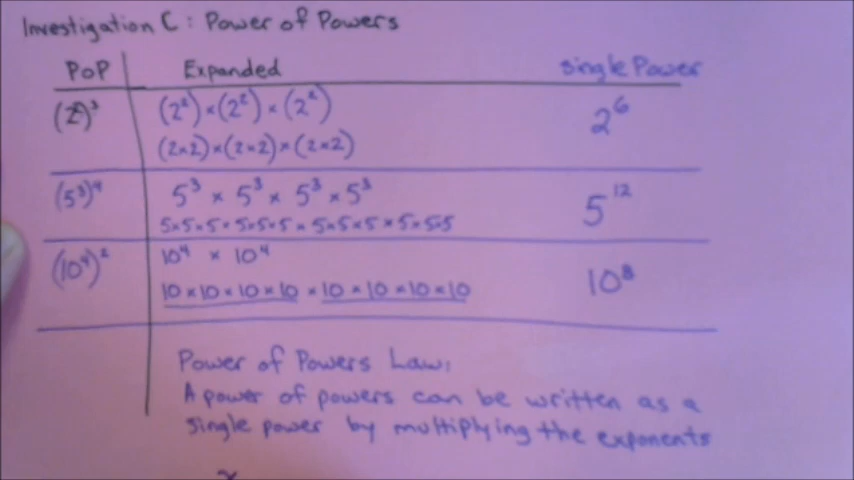 Investigation C: Power of Powers
PoP Expanded Single Power
(2²)³ (2²)×(2²)×(2²) 2⁶
(2×2)×(2×2)×(2×2)
(5³)⁴ 5³ × 5³ × 5³ × 5³ 5¹²
5×5×5×5×5×5×5×5×5×5×5×5
(10⁴)² 10⁴ × 10⁴ 10⁸
10×10×10×10×10×10×10×10
Power of Powers Law:
A power of powers can be written as a
single power by multiplying the exponents